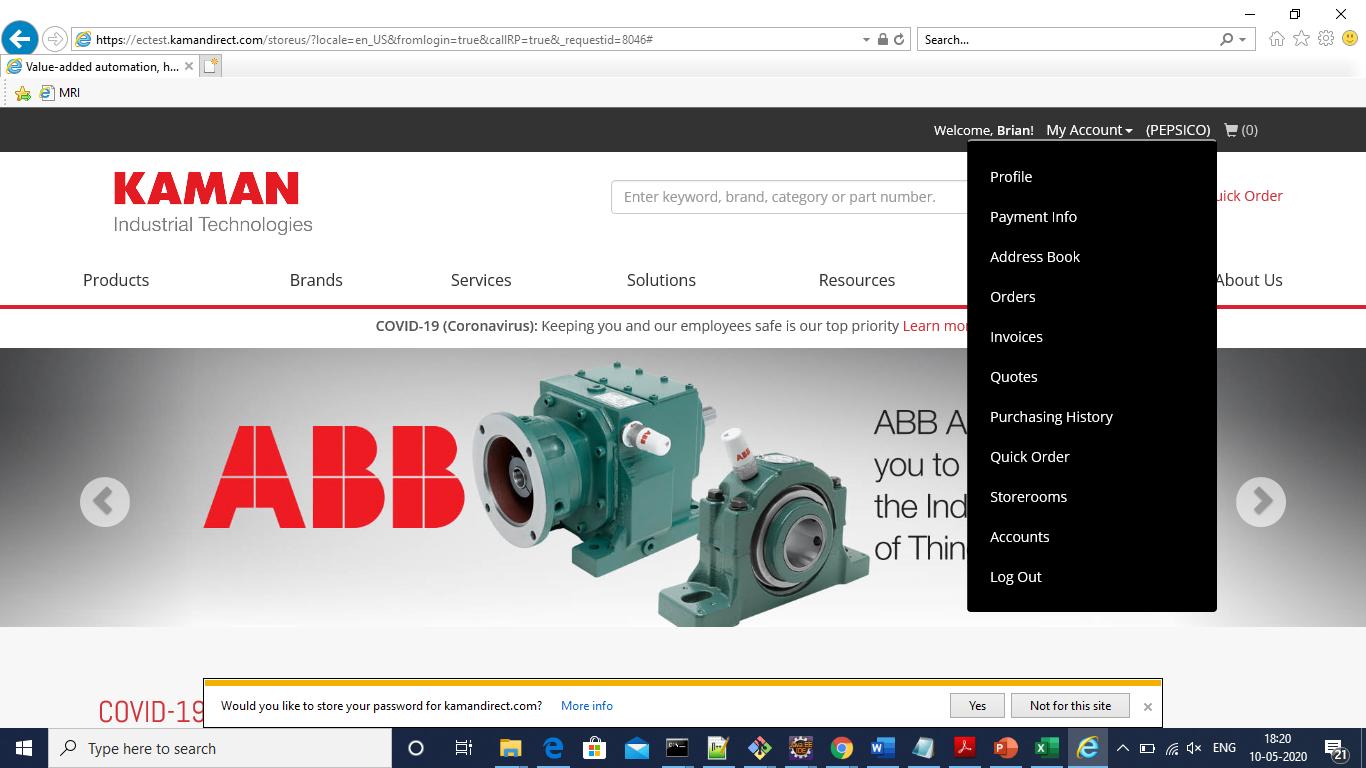 https://ectest.kamandirect.com/storeus/?locale=en_US&fromlogin=true&callRP=true&_requestid=8046#
Search...
Value-added automation, h...
MRI
Welcome, Brian! My Account (PEPSICO) (0)
KAMAN
Industrial Technologies
Enter keyword, brand, category or part number.
uick Order
Products Brands Services Solutions Resources About Us
COVID-19 (Coronavirus): Keeping you and our employees safe is our top priority Learn mor
Profile
Payment Info
Address Book
Orders
Invoices
Quotes
Purchasing History
Quick Order
Storerooms
Accounts
Log Out
ABB
ABB
ABB
ABB A
you to
the Ind
of Thin
COVID-19
Would you like to store your password for kamandirect.com? More info Yes Not for this site
Type here to search
ENG
18:20
10-05-2020
21